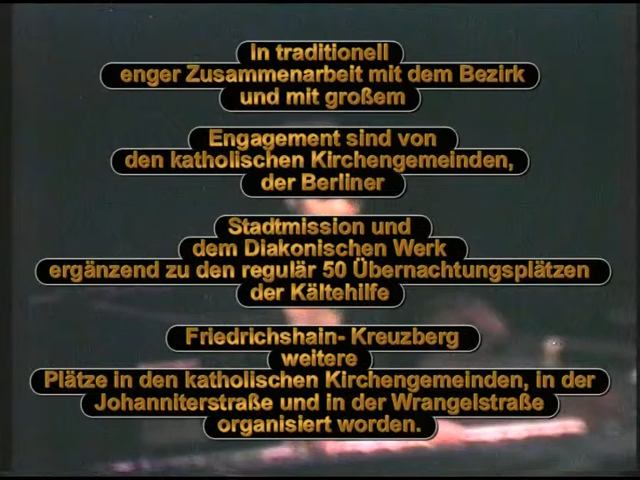 In traditionell
enger Zusammenarbeit mit dem Bezirk
und mit großem
Engagement sind von
den katholischen Kirchengemeinden,
der Berliner
Stadtmission und
dem Diakonischen Werk
ergänzend zu den regulär 50 Übernachtungsplätzen
der Kältehilfe
Friedrichshain- Kreuzberg
weitere
Plätze in den katholischen Kirchengemeinden, in der
Johanniterstraße und in der Wrangelstraße
organisiert worden.